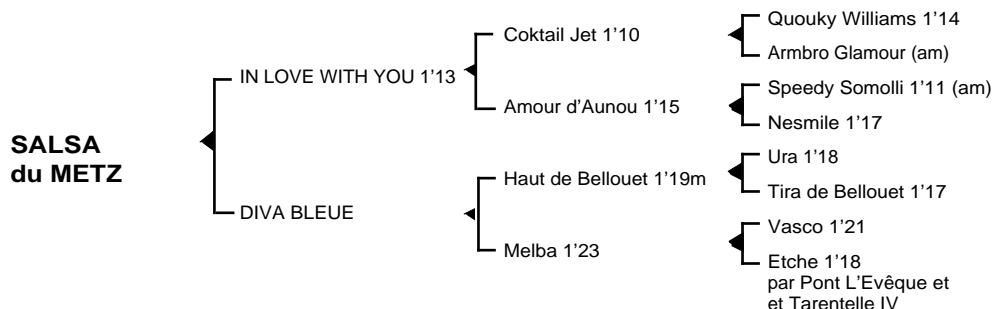 SALSA
du METZ
IN LOVE WITH YOU 1’13
DIVA BLEUE
Coktail Jet 1’10
Amour d’Aunou 1’15
Haut de Bellouet 1’19m
Melba 1’23
Quouky Williams 1’14
Armbro Glamour (am)
Speedy Somolli 1’11 (am)
Nesmile 1’17
Ura 1’18
Tira de Bellouet 1’17
Vasco 1’21
Etche 1’18
par Pont L’Evêque et
et Tarentelle IV